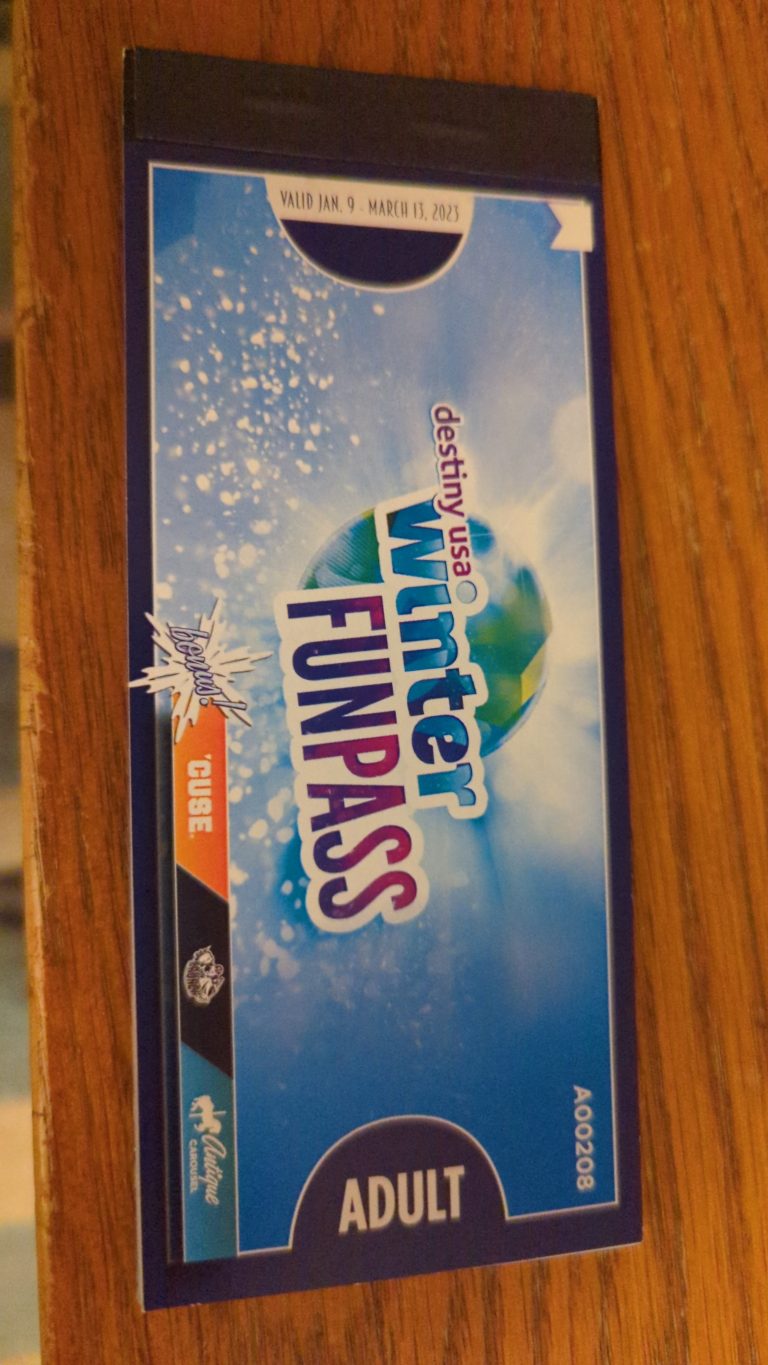 VALID JAN. 9 - MARCH 13, 2023
destiny usa
winter
FUNPASS
bonus!
'CUSE
Antique
CAROUSEL
ADULT
A00208